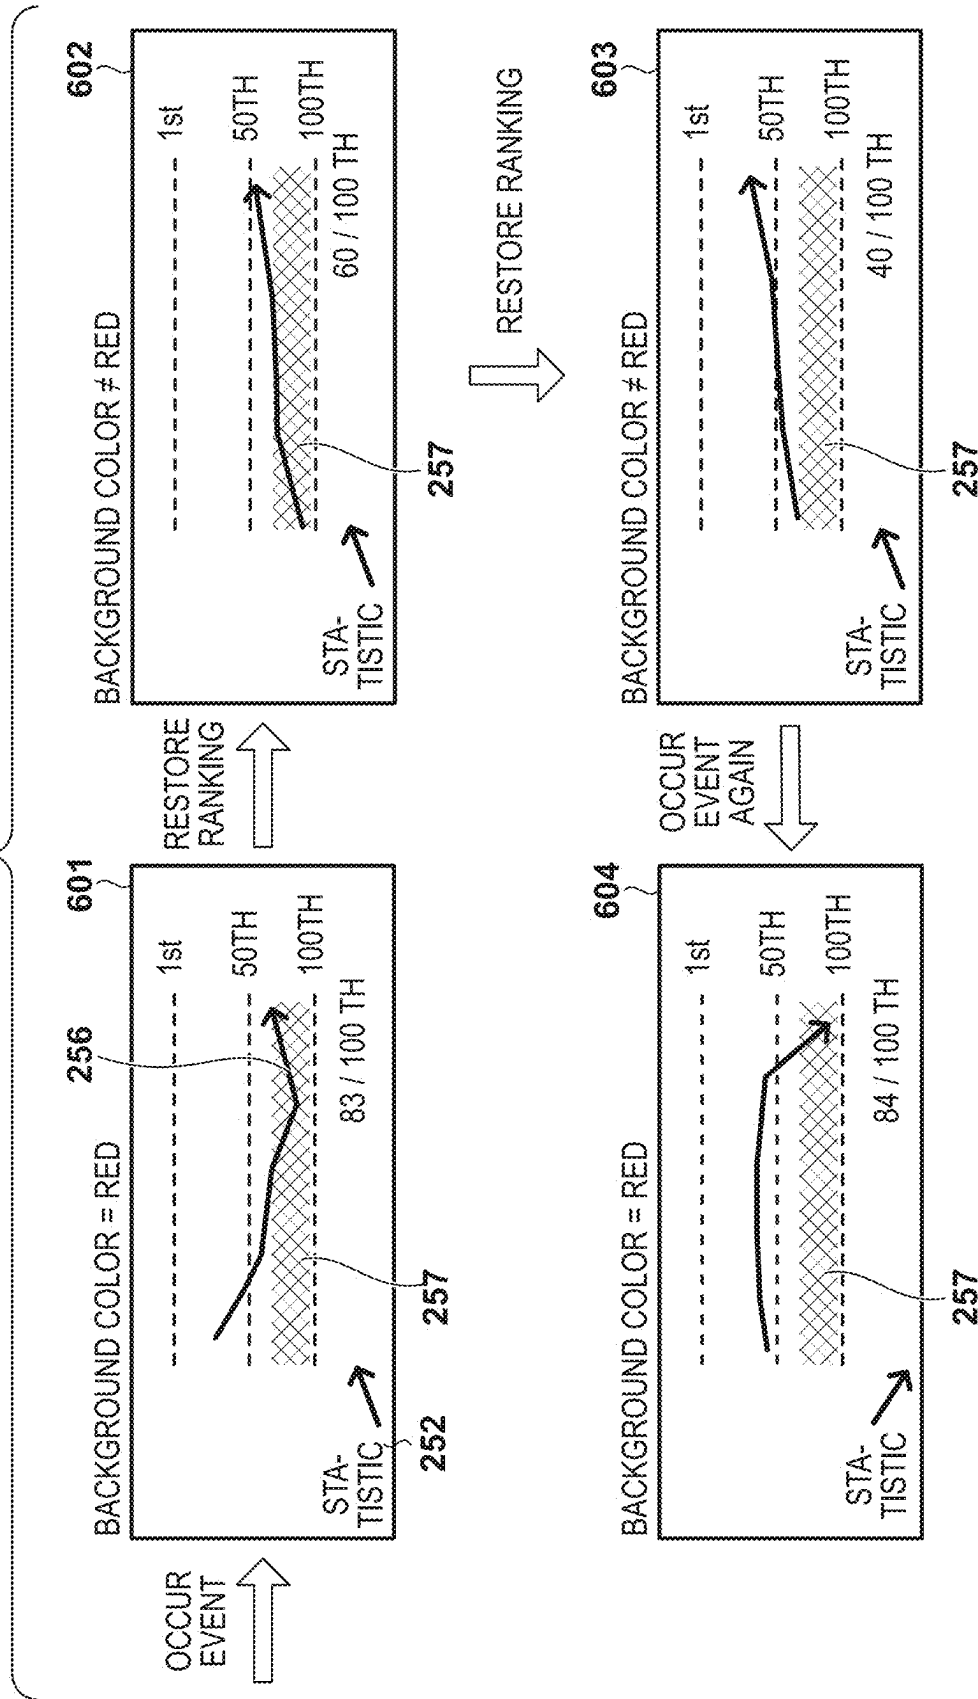 OCCUR
EVENT
BACKGROUND COLOR = RED
601
256
1st
50TH
100TH
83 / 100 TH
STA-
TISTIC
252
257
RESTORE
RANKING
BACKGROUND COLOR ≠ RED
602
1st
50TH
100TH
60 / 100 TH
STA-
TISTIC
257
RESTORE RANKING
BACKGROUND COLOR ≠ RED
603
1st
50TH
100TH
40 / 100 TH
STA-
TISTIC
257
OCCUR
EVENT
AGAIN
BACKGROUND COLOR = RED
604
1st
50TH
100TH
84 / 100 TH
STA-
TISTIC
257